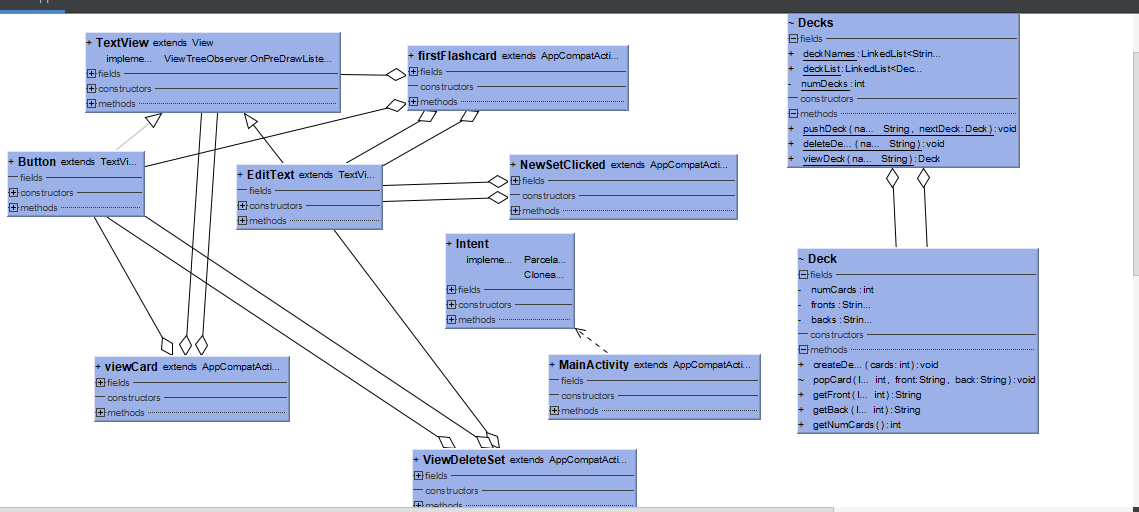 + TextView extends View
impleme... ViewTreeObserver.OnPreDrawListe...
fields
constructors
methods
+ firstFlashcard extends AppCompatActi...
fields
constructors
methods
~ Decks
fields
+ deckNames : LinkedList<Strin...
+ deckList : LinkedList<Dec...
- numDecks : int
constructors
methods
+ pushDeck ( na... String , nextDeck : Deck ) : void
+ deleteDe... ( na... String ) : void
+ viewDeck ( na... String ) : Deck
+ Button extends TextVi...
fields
constructors
methods
+ EditText extends TextVi...
fields
constructors
methods
+ NewSetClicked extends AppCompatActi...
fields
constructors
methods
+ Intent
impleme... Parcela...
Clonea...
fields
constructors
methods
~ Deck
fields
- numCards : int
- fronts : Strin...
- backs : Strin...
constructors
methods
+ createDe... ( cards : int ) : void
~ popCard ( I... int , front : String , back : String ) : void
+ getFront ( I... int ) : String
+ getBack ( I... int ) : String
+ getNumCards ( ) : int
+ viewCard extends AppCompatActi...
fields
constructors
methods
+ MainActivity extends AppCompatActi...
fields
constructors
methods
+ ViewDeleteSet extends AppCompatActi...
fields
constructors
methods